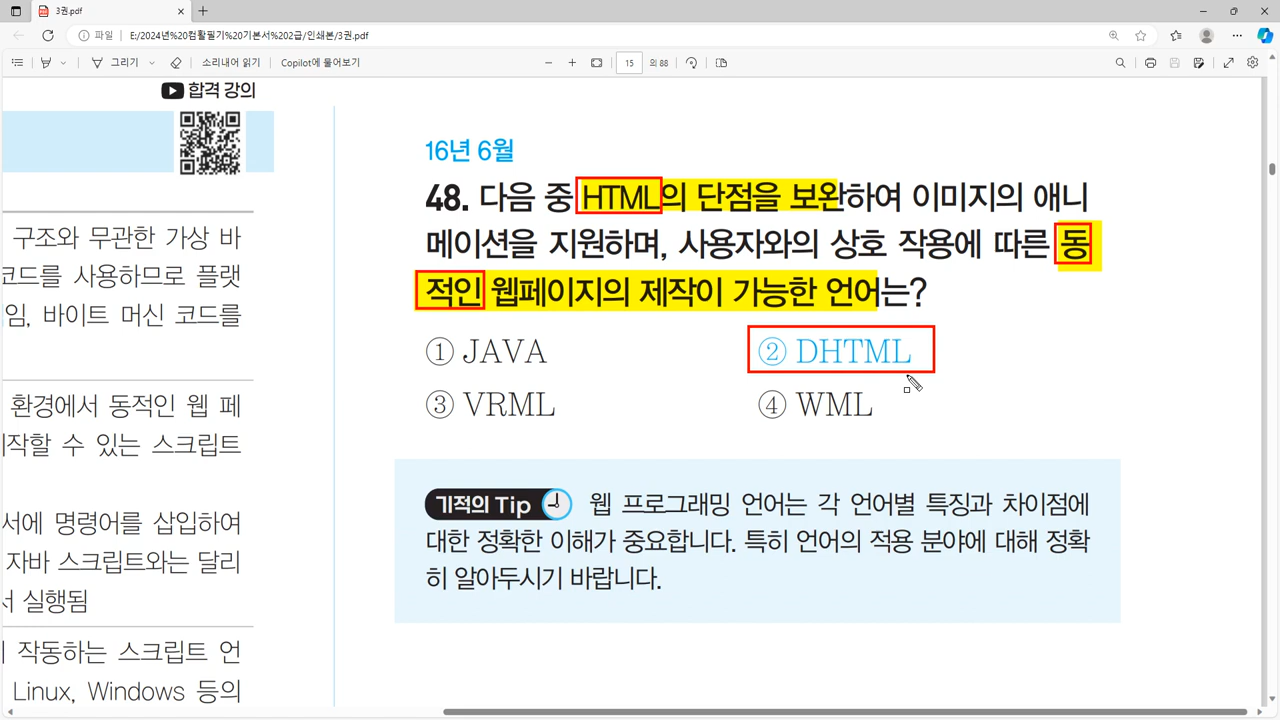 3권.pdf
파일 E:/2024년%20컴활필기%20기본서%202급/인쇄본/3권.pdf
그리기 소리내어 읽기 Copilot에 물어보기 15 의 88
합격 강의
구조와 무관한 가상 바
코드를 사용하므로 플랫
임, 바이트 머신 코드를
환경에서 동적인 웹 페
작할 수 있는 스크립트
서에 명령어를 삽입하여
자바 스크립트와는 달리
서 실행됨
작동하는 스크립트 언
Linux, Windows 등의
16년 6월
48. 다음 중 HTML의 단점을 보완하여 이미지의 애니
메이션을 지원하며, 사용자와의 상호 작용에 따른 동
적인 웹페이지의 제작이 가능한 언어는?
① JAVA ② DHTML
③ VRML ④ WML
기적의 Tip 웹 프로그래밍 언어는 각 언어별 특징과 차이점에
대한 정확한 이해가 중요합니다. 특히 언어의 적용 분야에 대해 정확
히 알아두시기 바랍니다.